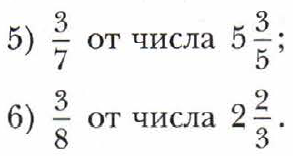 5) 3/7 от числа 5 3/5;
6) 3/8 от числа 2 2/3.